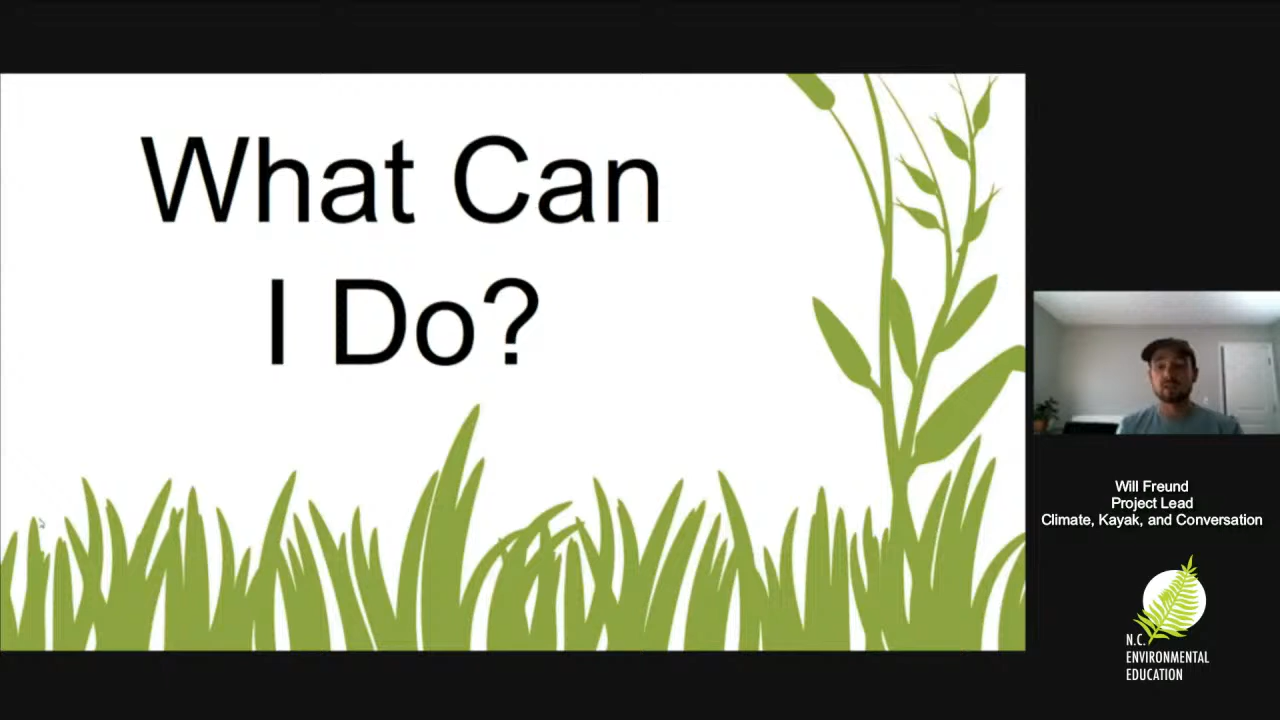 What Can
I Do?
Will Freund
Project Lead
Climate, Kayak, and Conversation
N.C.
ENVIRONMENTAL
EDUCATION